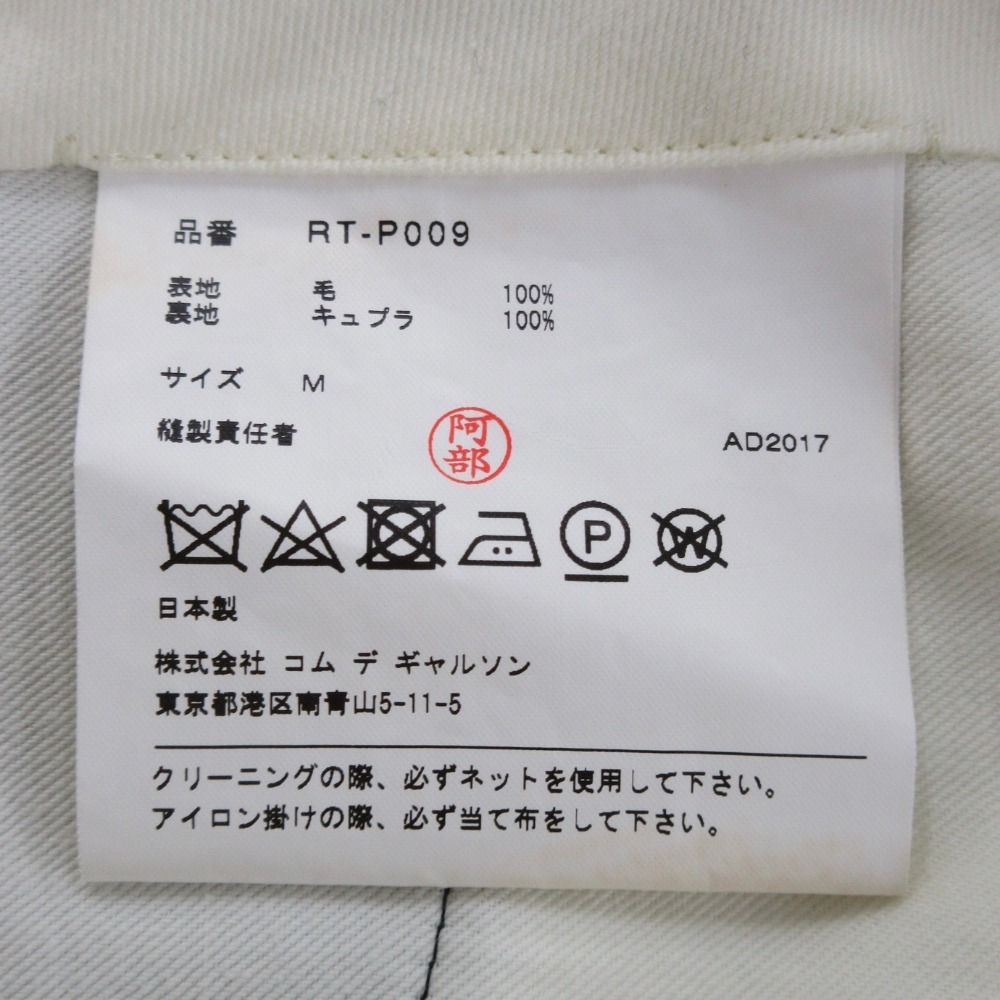 品番 RT-P009
表地 毛 100%
裏地 キュプラ 100%
サイズ M
縫製責任者 阿部 AD2017
P W
日本製
株式会社 コム デ ギャルソン
東京都港区南青山5-11-5
クリーニングの際、必ずネットを使用して下さい。
アイロン掛けの際、必ず当て布をして下さい。